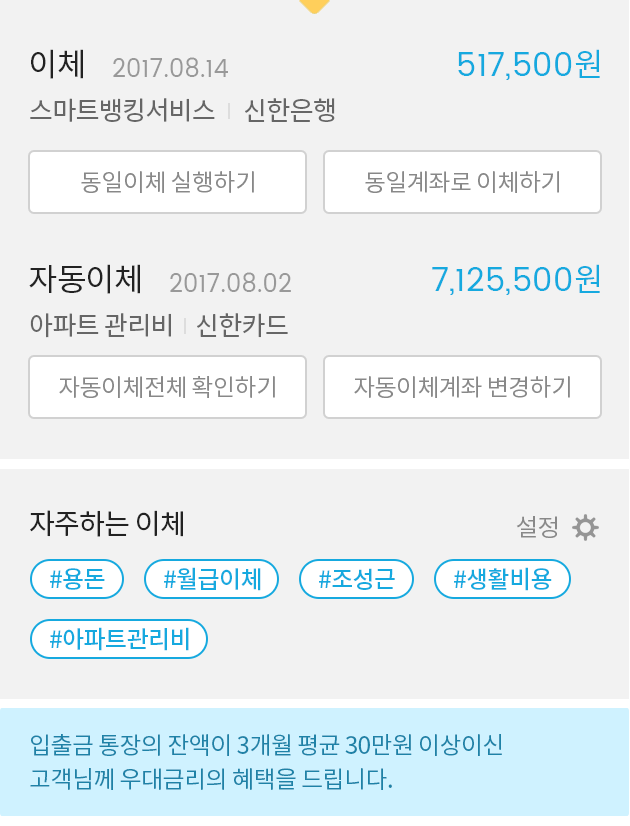 이체 2017.08.14 517,500원
스마트뱅킹서비스 신한은행
동일이체 실행하기 동일계좌로 이체하기
자동이체 2017.08.02 7,125,500원
아파트 관리비 신한카드
자동이체전체 확인하기 자동이체계좌 변경하기
자주하는 이체 설정
#용돈 #월급이체 #조성근 #생활비용
#아파트관리비
입출금 통장의 잔액이 3개월 평균 30만원 이상이신
고객님께 우대금리의 혜택을 드립니다.